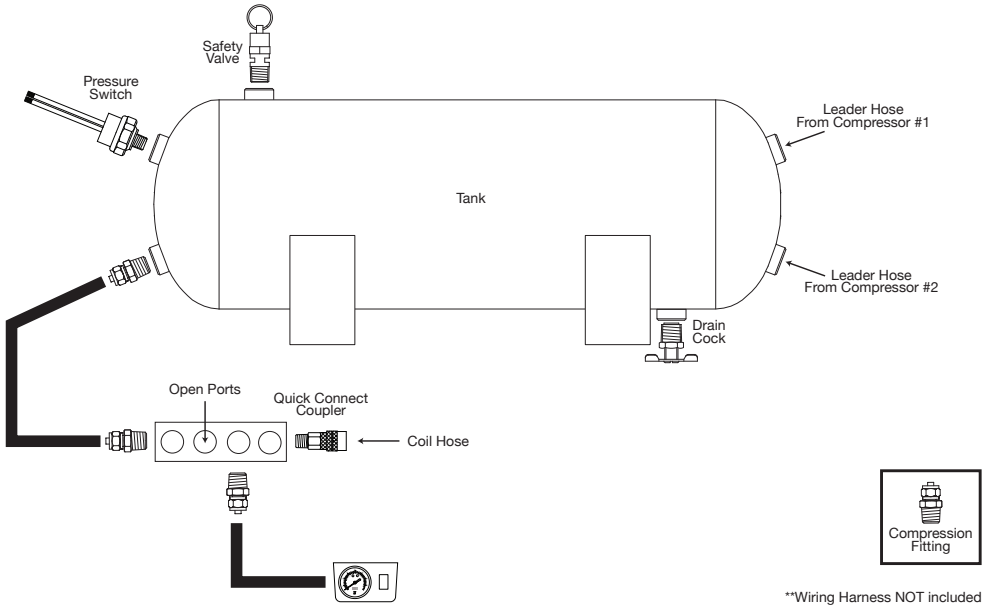 Safety
Valve
Pressure
Switch
Leader Hose
From Compressor #1
Tank
Leader Hose
From Compressor #2
Drain
Cock
Open Ports
Quick Connect
Coupler
Coil Hose
Compression
Fitting
**Wiring Harness NOT included